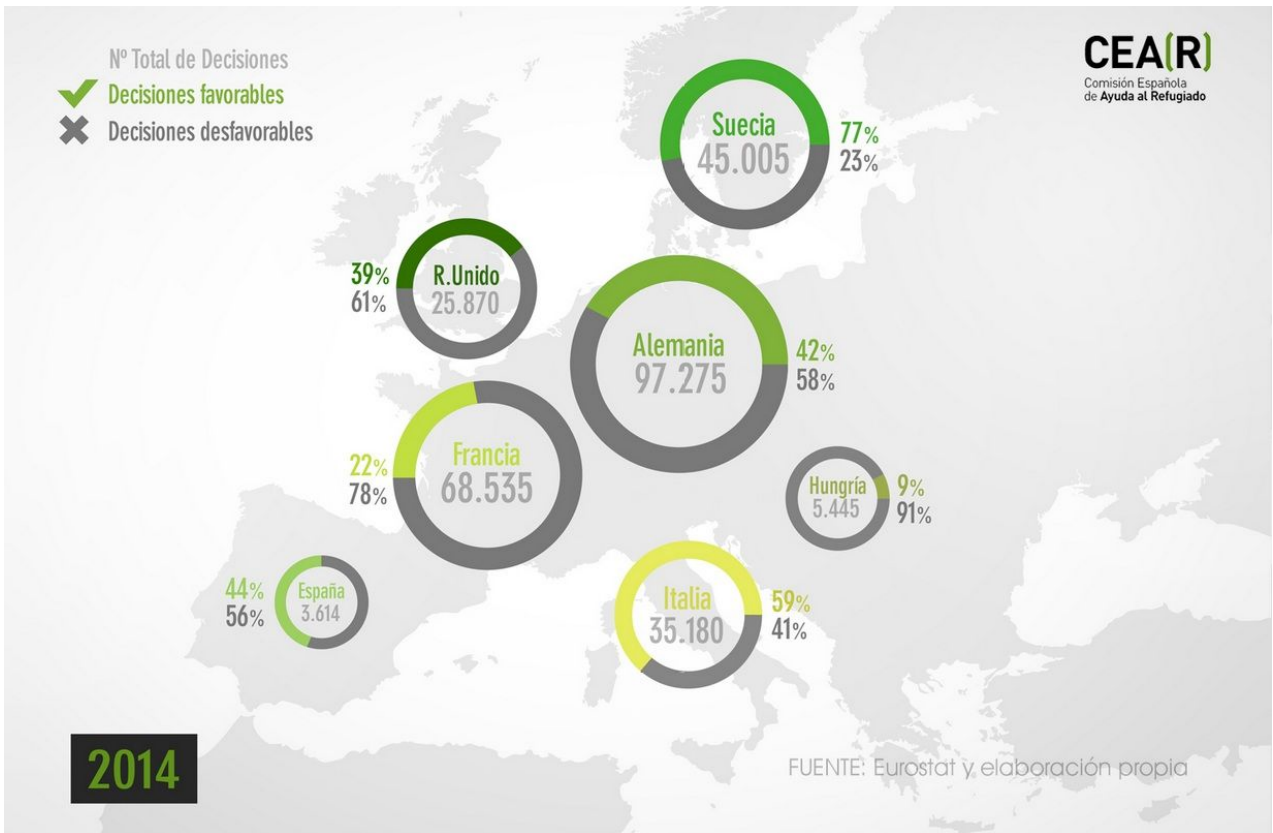 Nº Total de Decisiones
Decisiones favorables
Decisiones desfavorables
CEA(R)
Comisión Española
de Ayuda al Refugiado
Suecia
45.005
77%
23%
39%
61%
R.Unido
25.870
Alemania
97.275
42%
58%
22%
78%
Francia
68.535
Hungría
5.445
9%
91%
44%
56%
España
3.614
Italia
35.180
59%
41%
2014
FUENTE: Eurostat y elaboración propia